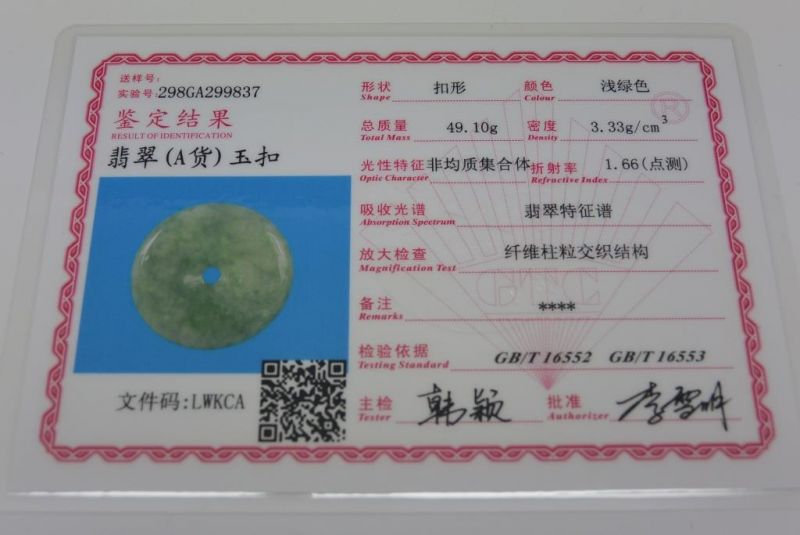 送样号:
实验号:298GA299837
鉴定结果
RESULT OF IDENTIFICATION
翡翠(A货)玉扣
文件码:LWKCA
形状 扣形 颜色 浅绿色
Shape Colour
总质量 49.10g 密度 3.33g/cm³
Total Mass Density
光性特征 非均质集合体 折射率 1.66(点测)
Optic Character Refractive Index
吸收光谱 翡翠特征谱
Absorption Spectrum
放大检查 纤维柱粒交织结构
Magnification Test
备注 ****
Remarks
检验依据 GB/T 16552 GB/T 16553
Testing Standard
主检 韩颖 批准
Tester Authorizer
GTC
R